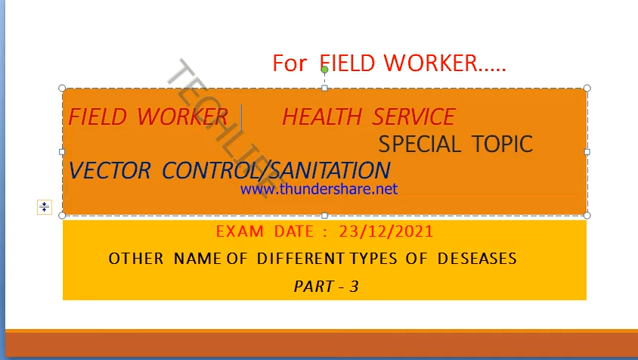 For FIELD WORKER.....
FIELD WORKER HEALTH SERVICE
SPECIAL TOPIC
VECTOR CONTROL/SANITATION
TECHLIFE
www.thundershare.net
EXAM DATE : 23/12/2021
OTHER NAME OF DIFFERENT TYPES OF DESEASES
PART - 3